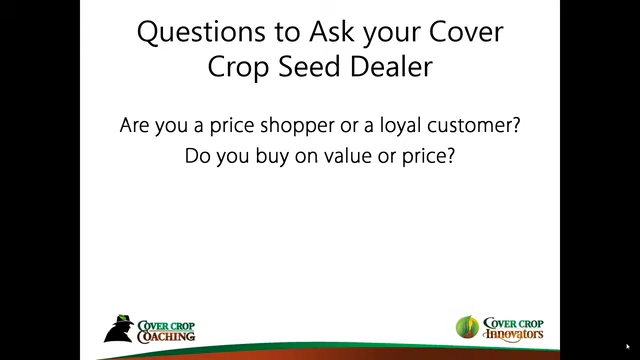 Questions to Ask your Cover
Crop Seed Dealer
Are you a price shopper or a loyal customer?
Do you buy on value or price?
COVER CROP
COACHING
COVER CROP
INNOVATORS